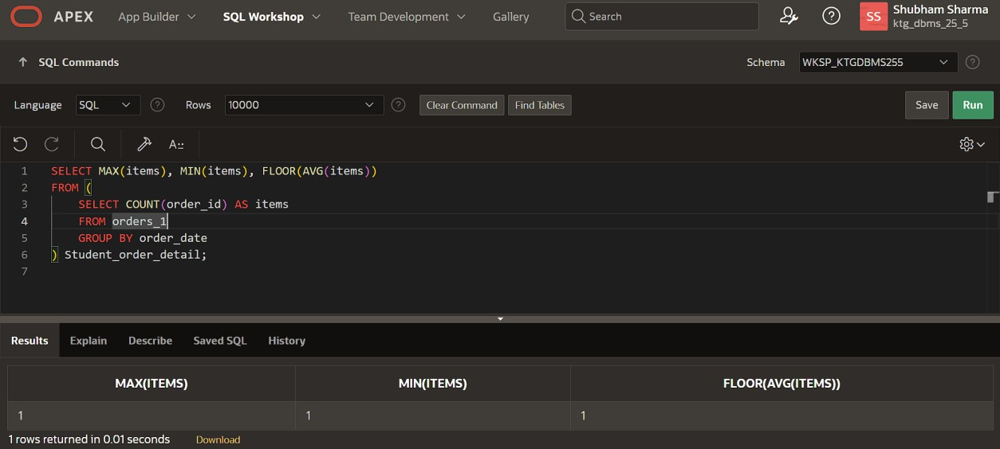 APEX App Builder SQL Workshop Team Development Gallery Search SS Shubham Sharma
ktg_dbms_25_5
SQL Commands Schema WKSP_KTGDBMS255
Language SQL Rows 10000 Clear Command Find Tables Save Run
A::
1 SELECT MAX(items), MIN(items), FLOOR(AVG(items))
2 FROM (
3 SELECT COUNT(order_id) AS items
4 FROM orders_1
5 GROUP BY order_date
6 ) Student_order_detail;
7
Results Explain Describe Saved SQL History
MAX(ITEMS) MIN(ITEMS) FLOOR(AVG(ITEMS))
1 1 1
1 rows returned in 0.01 seconds Download